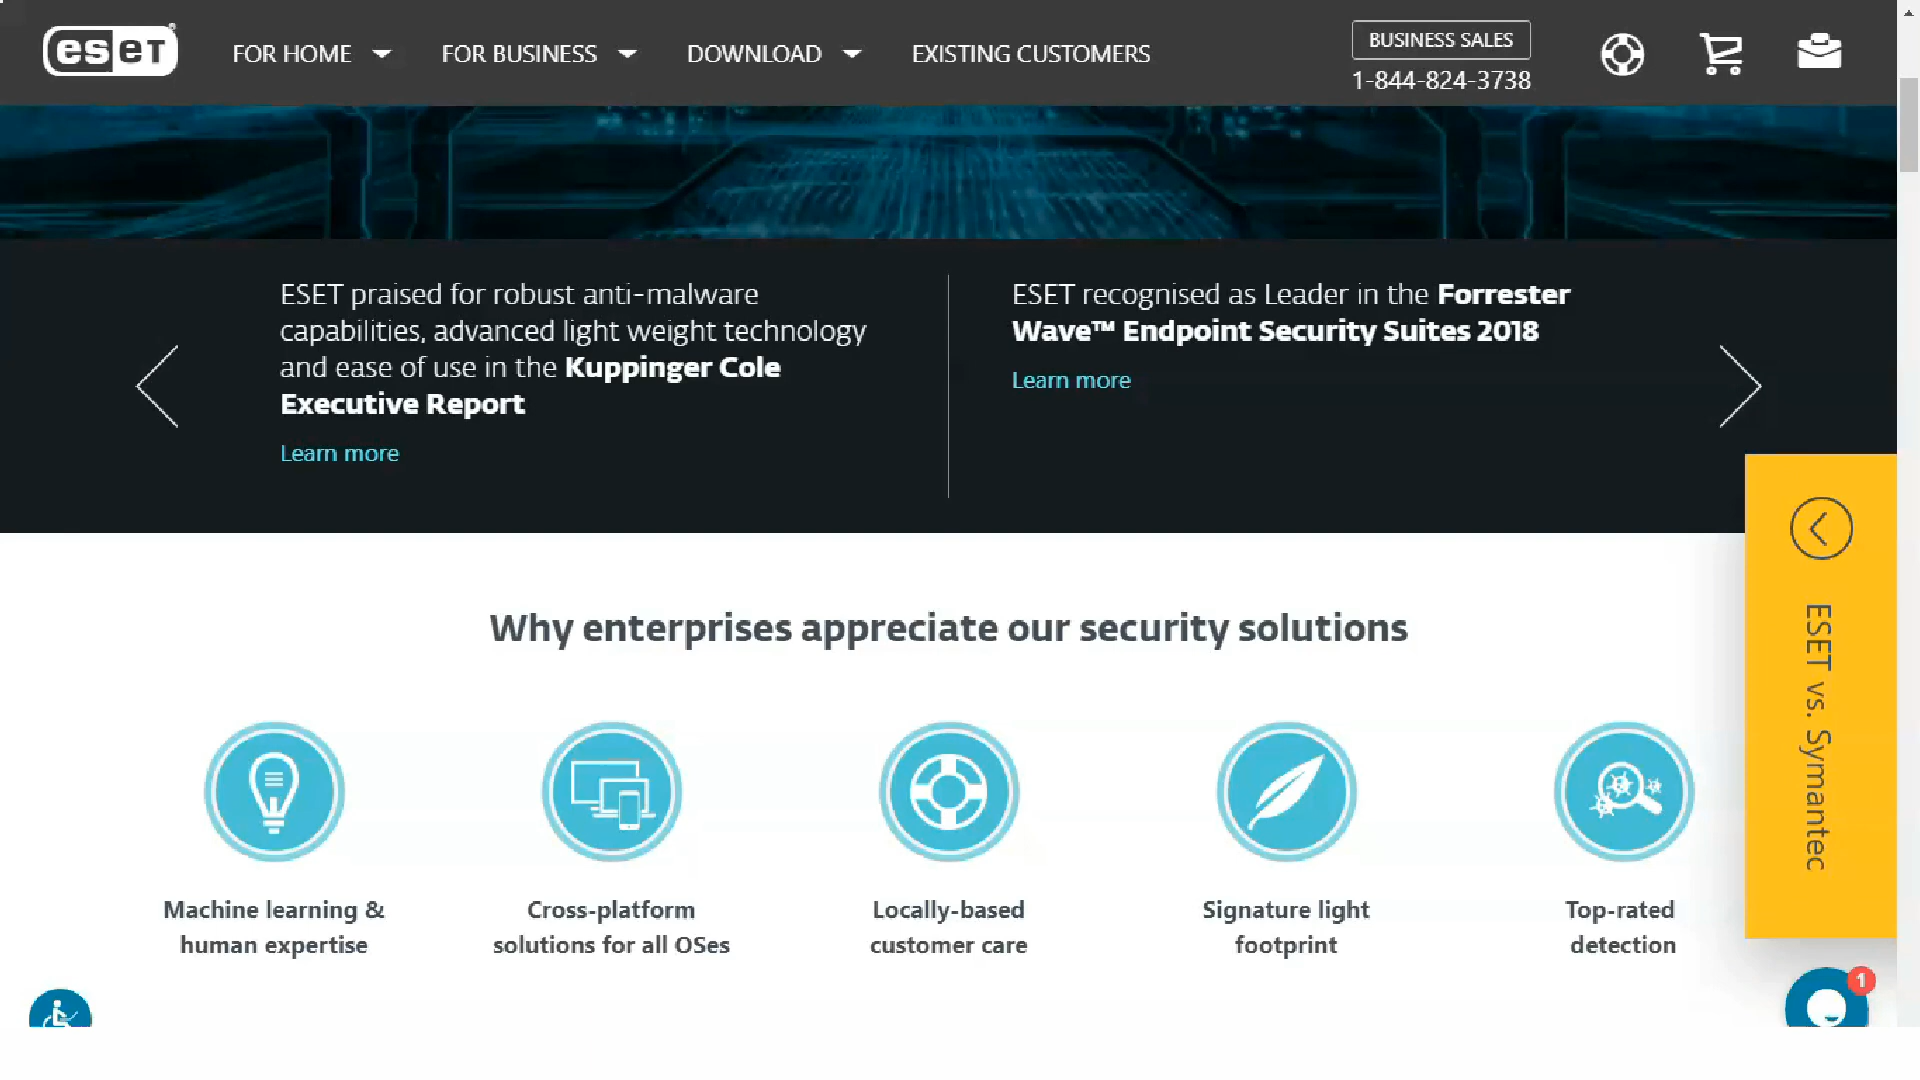 eset®
FOR HOME
FOR BUSINESS
DOWNLOAD
EXISTING CUSTOMERS
BUSINESS SALES
1-844-824-3738
ESET praised for robust anti-malware
capabilities, advanced light weight technology
and ease of use in the Kuppinger Cole
Executive Report
Learn more
ESET recognised as Leader in the Forrester
Wave™ Endpoint Security Suites 2018
Learn more
ESET vs. Symantec
Why enterprises appreciate our security solutions
Machine learning &
human expertise
Cross-platform
solutions for all OSes
Locally-based
customer care
Signature light
footprint
Top-rated
detection
1